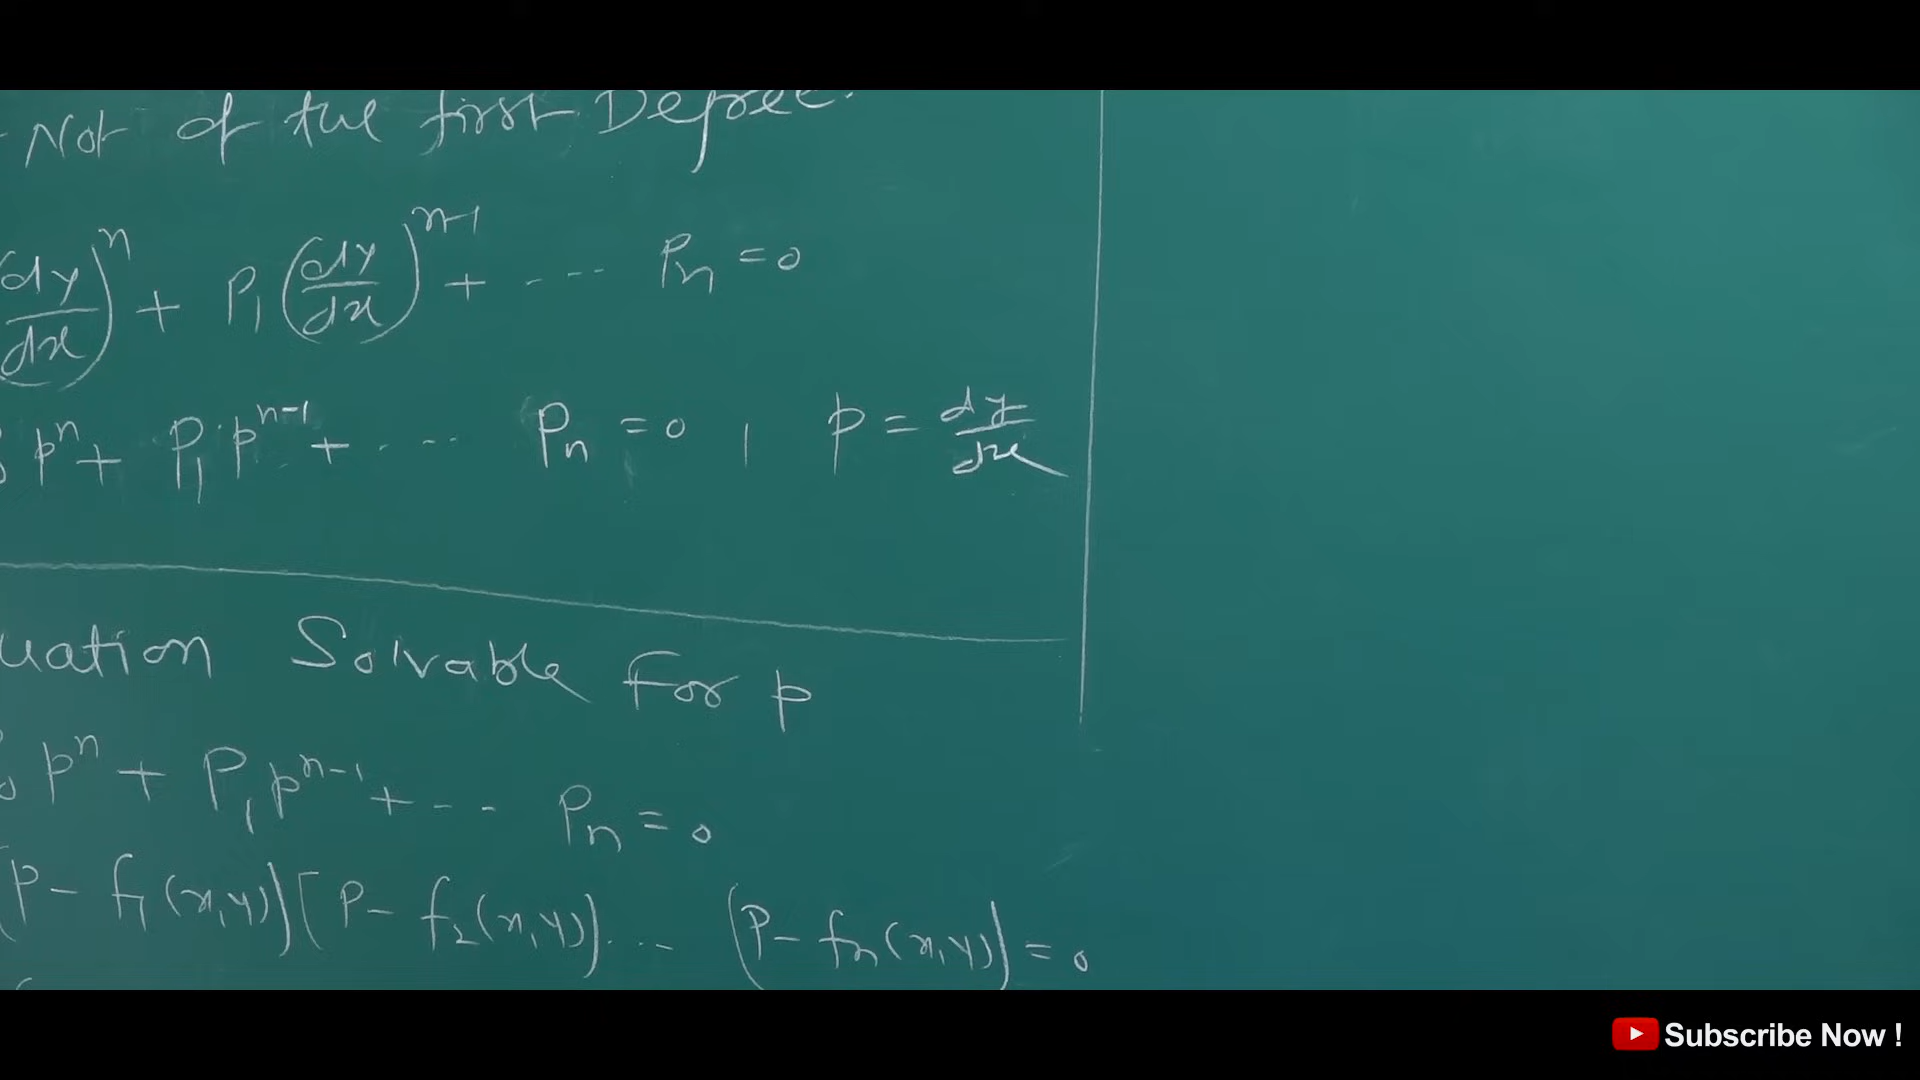 Not of the first Degree.
(dy/dx)^n + P₁ (dy/dx)^(n-1) + - --- Pₙ = 0
p^n + P₁ p^(n-1) + - -- Pₙ = 0 , p = dy/dx
uation Solvable For p
₀ p^n + P₁ p^(n-1) + - -- Pₙ = 0
[P - f₁(x,y)] [P - f₂(x,y)] ... -- [P - fₙ(x,y)] = 0
Subscribe Now !